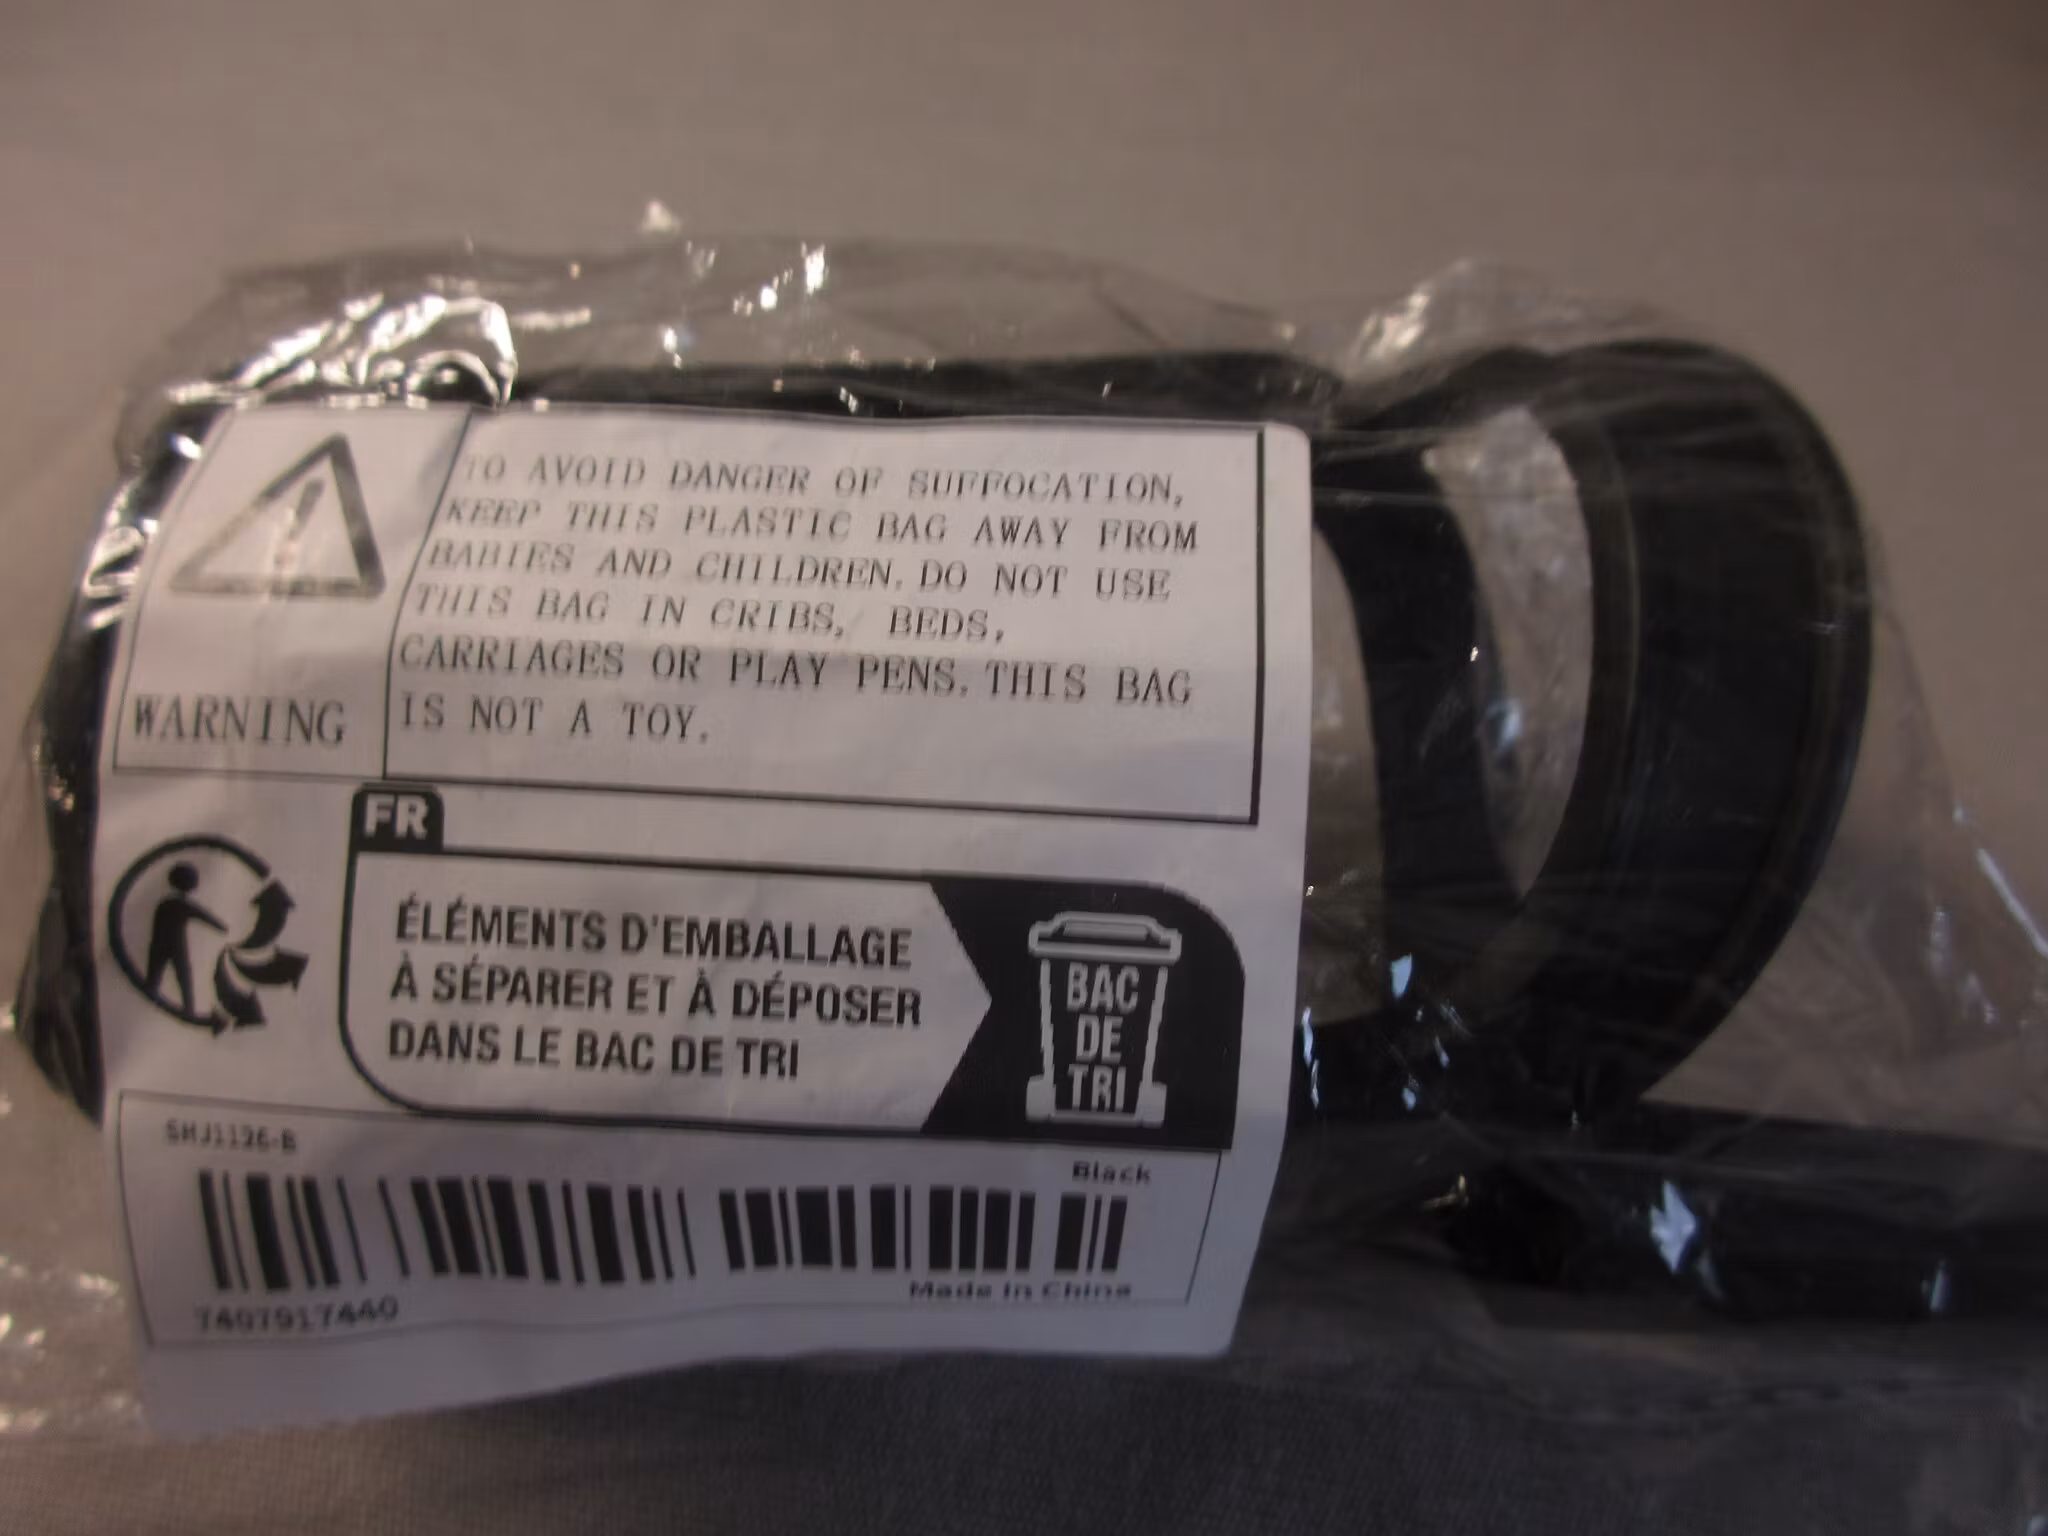 TO AVOID DANGER OF SUFFOCATION,
KEEP THIS PLASTIC BAG AWAY FROM
BABIES AND CHILDREN. DO NOT USE
THIS BAG IN CRIBS, BEDS,
CARRIAGES OR PLAY PENS. THIS BAG
IS NOT A TOY.
WARNING
FR
ÉLÉMENTS D'EMBALLAGE
À SÉPARER ET À DÉPOSER
DANS LE BAC DE TRI
BAC
DE
TRI
Black
Made In China
7407917440